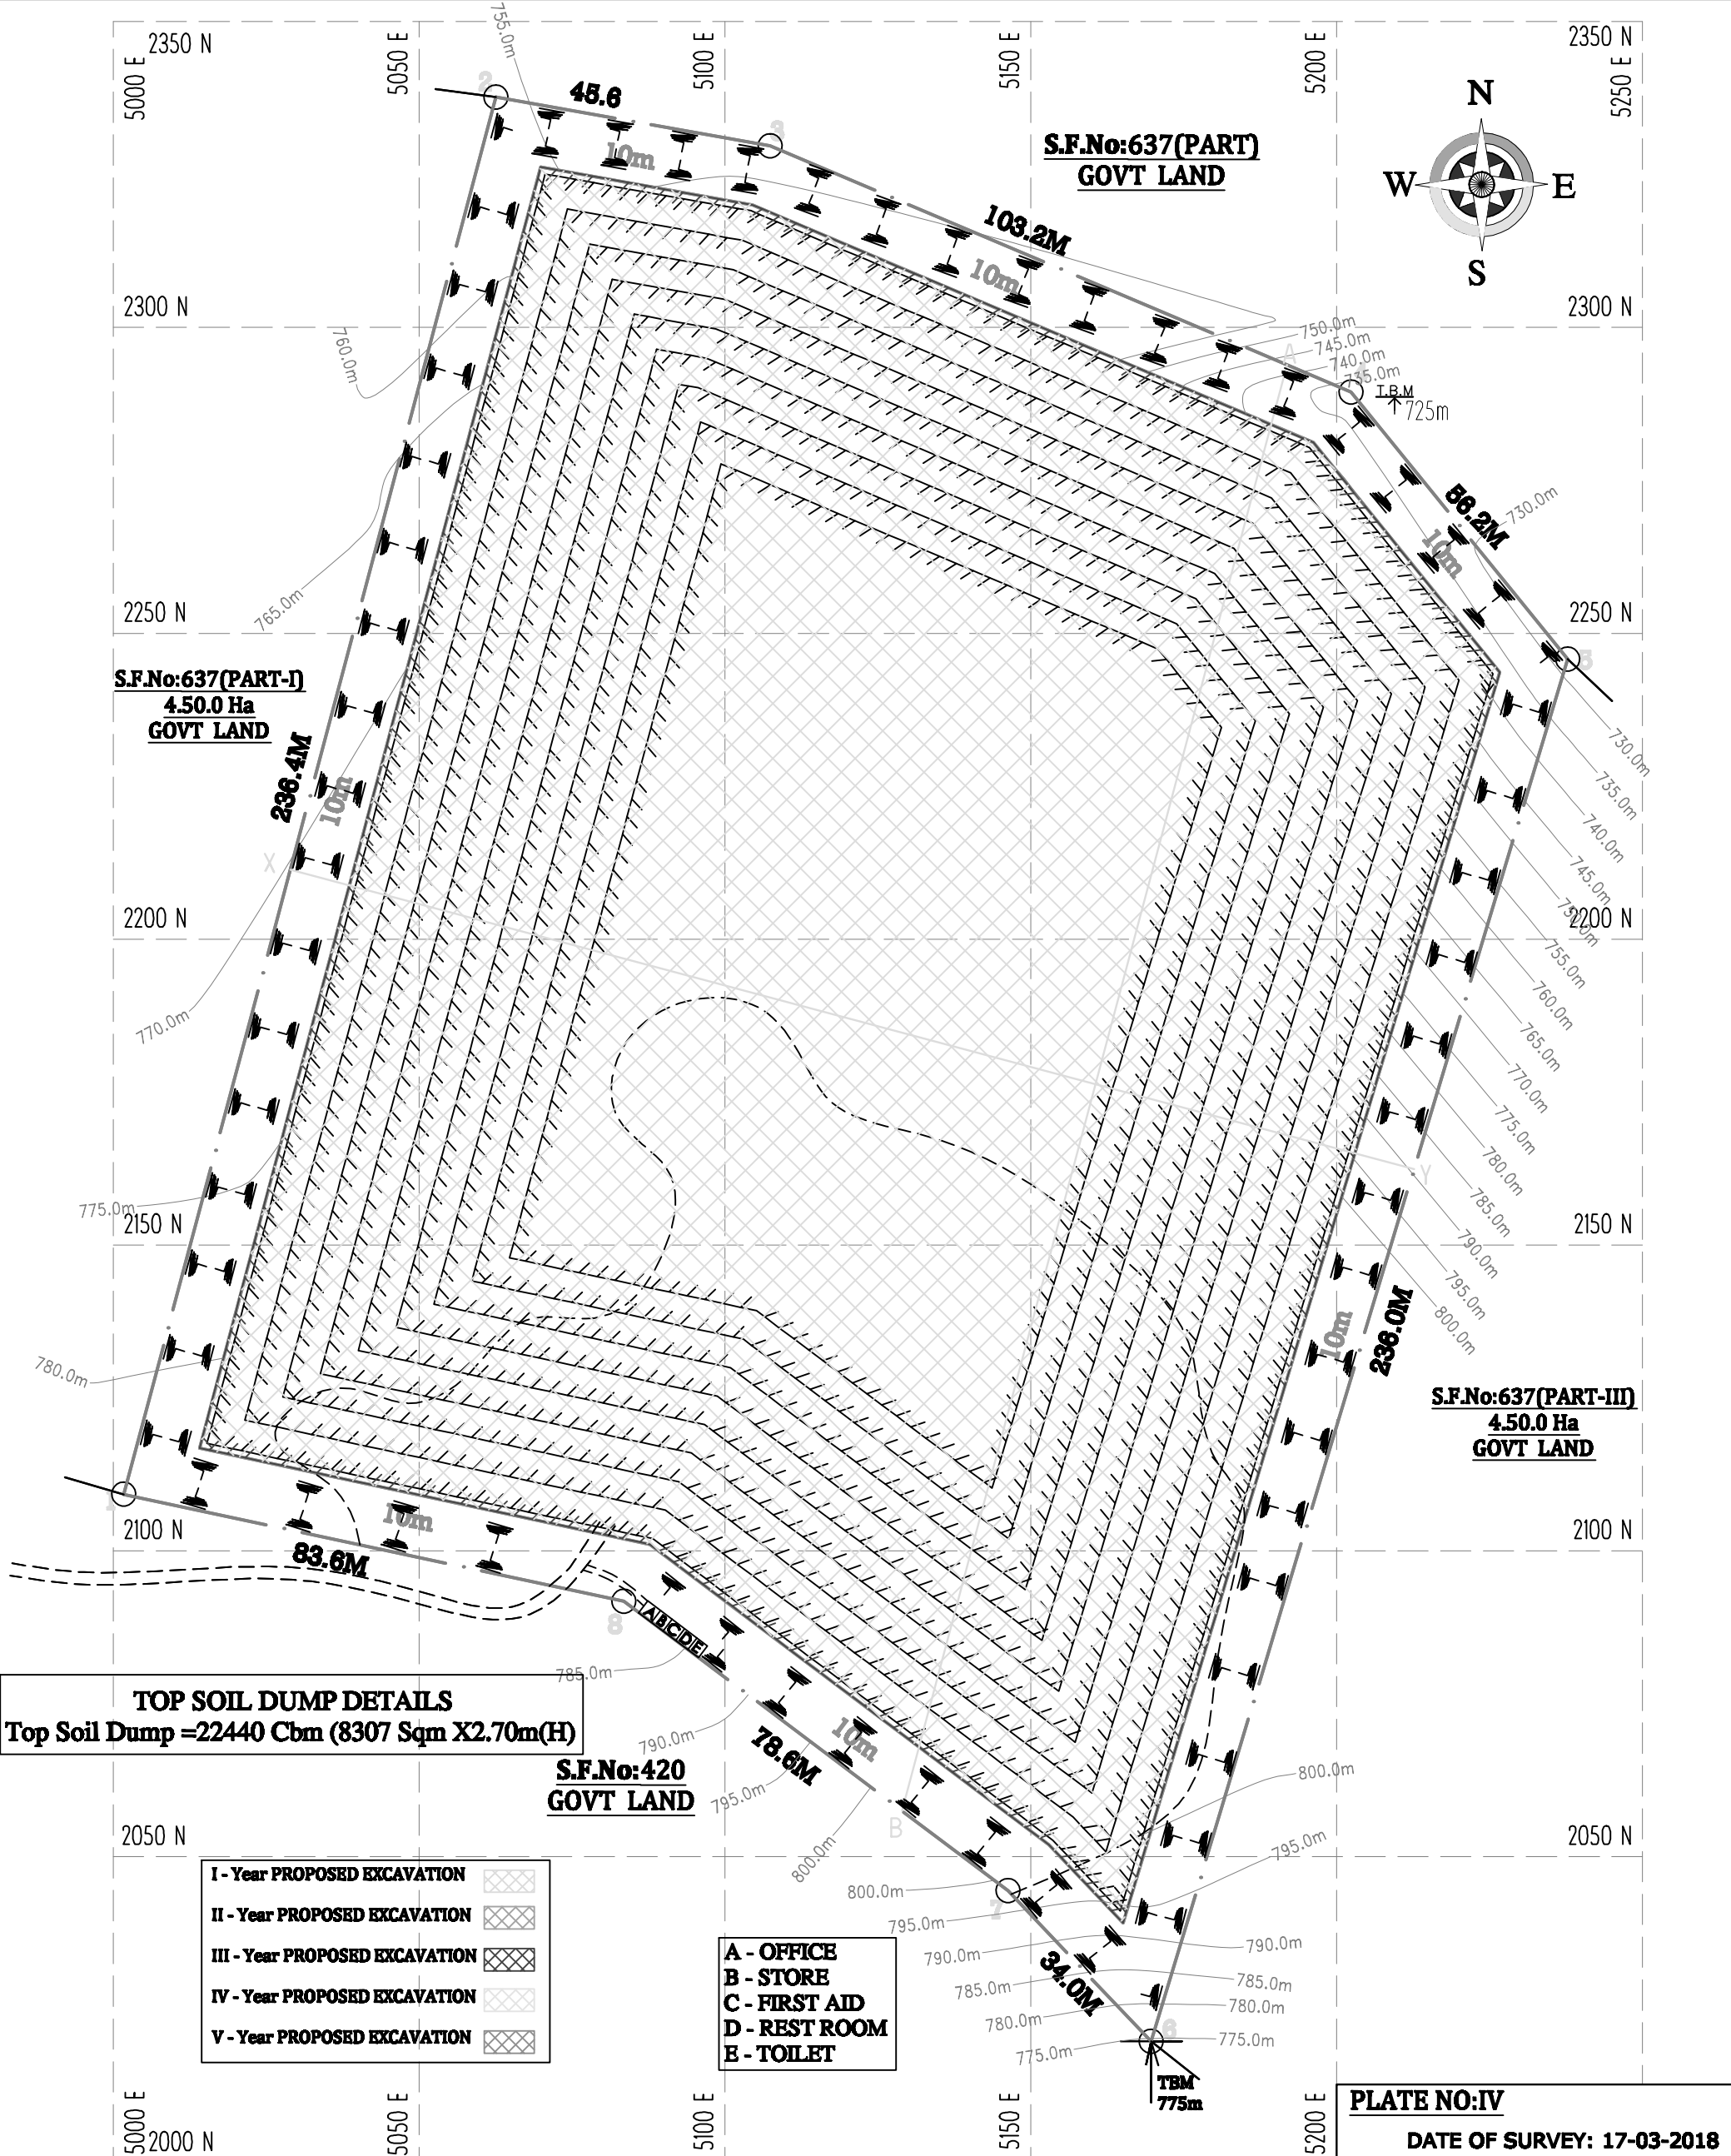 2350 N
5000 E
5050 E
5100 E
5150 E
5200 E
2350 N
5250 E
755.0m
2
45.6
3
10m
S.F.No:637(PART)
GOVT LAND
N
W
E
S
103.2M
10m
2300 N
2300 N
760.0m
750.0m
745.0m
740.0m
735.0m
A
T.B.M
725m
56.2M
730.0m
10m
765.0m
2250 N
2250 N
5
S.F.No:637(PART-I)
4.50.0 Ha
GOVT LAND
236.4M
10m
730.0m
735.0m
740.0m
745.0m
750.0m
X
2200 N
2200 N
755.0m
760.0m
765.0m
770.0m
770.0m
775.0m
780.0m
Y
775.0m
2150 N
2150 N
785.0m
790.0m
795.0m
800.0m
780.0m
10m
236.0M
S.F.No:637(PART-III)
4.50.0 Ha
GOVT LAND
2100 N
2100 N
10m
83.6M
8
ABCDE
785.0m
TOP SOIL DUMP DETAILS
Top Soil Dump =22440 Cbm (8307 Sqm X2.70m(H)
790.0m
10m
78.6M
S.F.No:420
GOVT LAND
795.0m
800.0m
800.0m
B
2050 N
2050 N
795.0m
I - Year PROPOSED EXCAVATION
II - Year PROPOSED EXCAVATION
III - Year PROPOSED EXCAVATION
IV - Year PROPOSED EXCAVATION
V - Year PROPOSED EXCAVATION
800.0m
7
795.0m
790.0m
785.0m
780.0m
775.0m
34.0M
790.0m
785.0m
780.0m
775.0m
6
A - OFFICE
B - STORE
C - FIRST AID
D - REST ROOM
E - TOILET
TBM
775m
5000 E
2000 N
5050 E
5100 E
5150 E
5200 E
PLATE NO:IV
DATE OF SURVEY: 17-03-2018